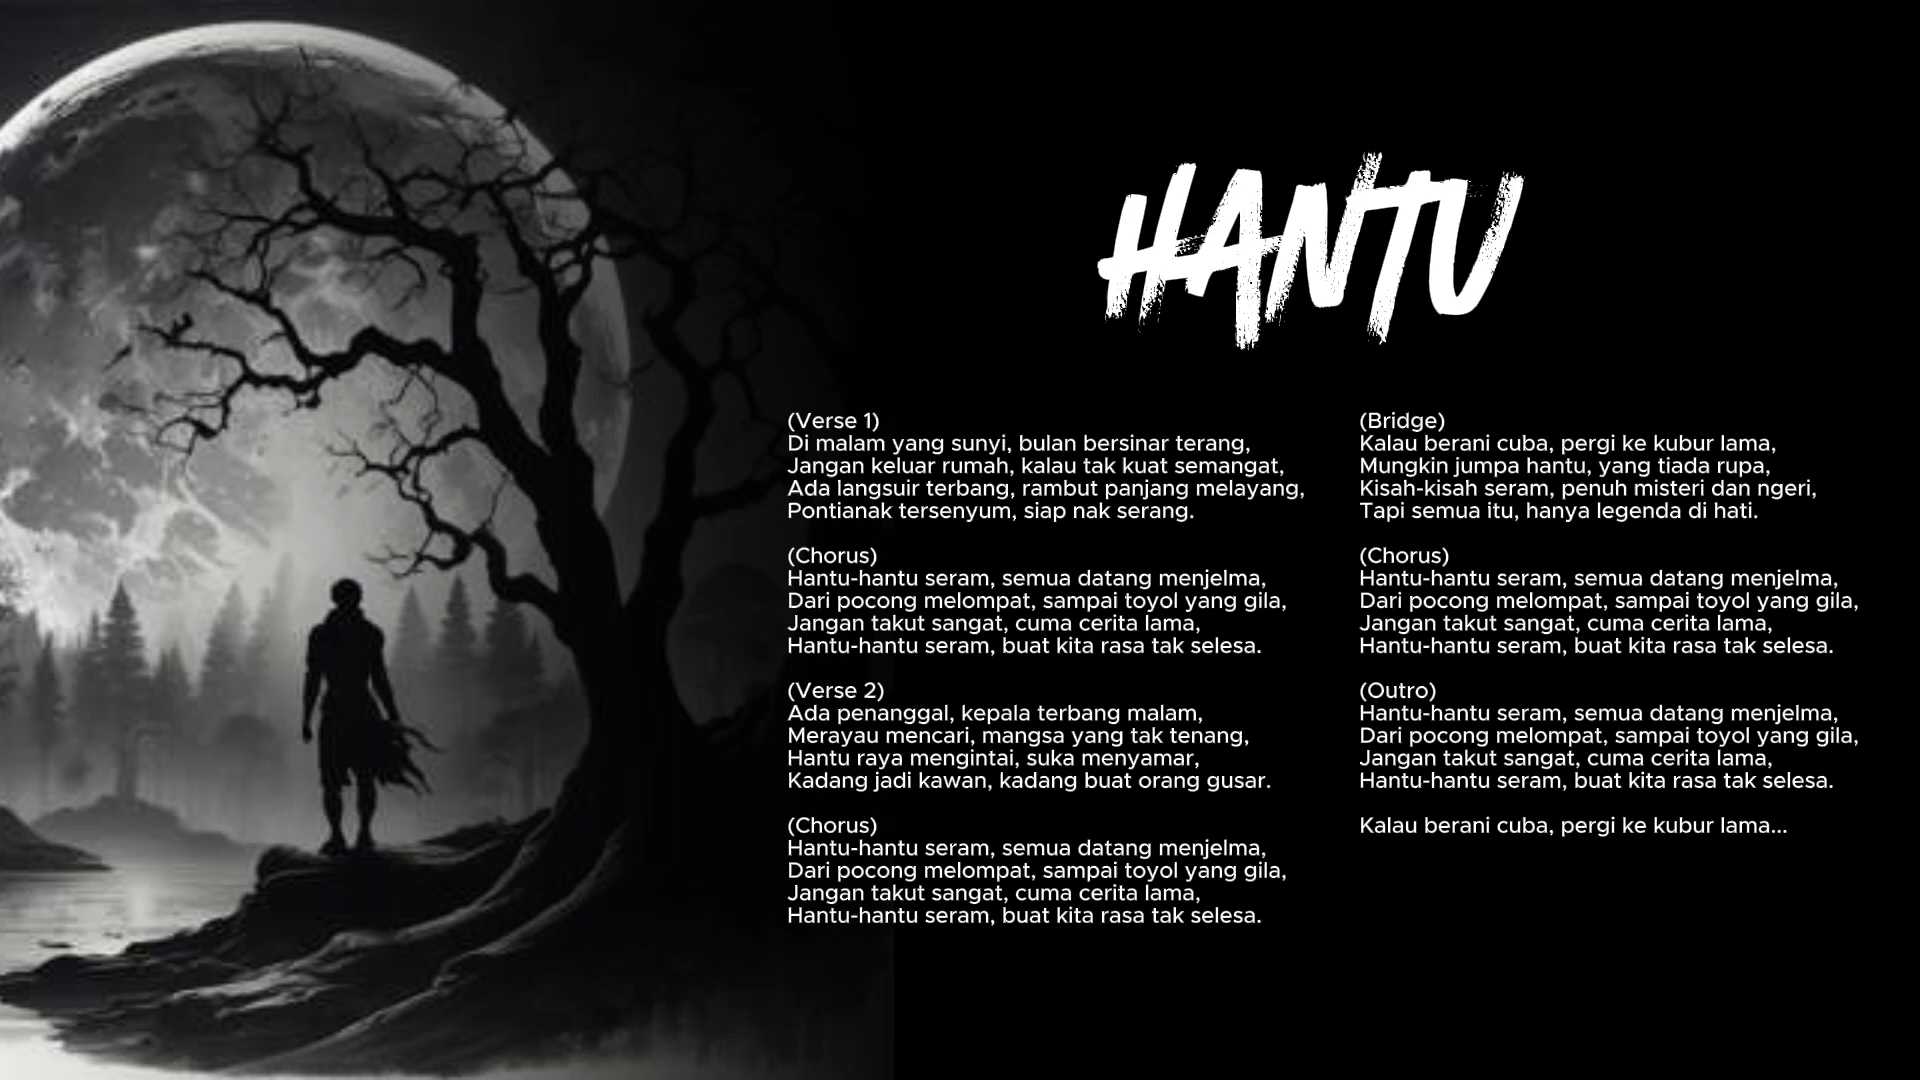 HANTU
(Verse 1)
Di malam yang sunyi, bulan bersinar terang,
Jangan keluar rumah, kalau tak kuat semangat,
Ada langsuir terbang, rambut panjang melayang,
Pontianak tersenyum, siap nak serang.
(Chorus)
Hantu-hantu seram, semua datang menjelma,
Dari pocong melompat, sampai toyol yang gila,
Jangan takut sangat, cuma cerita lama,
Hantu-hantu seram, buat kita rasa tak selesa.
(Verse 2)
Ada penanggal, kepala terbang malam,
Merayau mencari, mangsa yang tak tenang,
Hantu raya mengintai, suka menyamar,
Kadang jadi kawan, kadang buat orang gusar.
(Chorus)
Hantu-hantu seram, semua datang menjelma,
Dari pocong melompat, sampai toyol yang gila,
Jangan takut sangat, cuma cerita lama,
Hantu-hantu seram, buat kita rasa tak selesa.
(Bridge)
Kalau berani cuba, pergi ke kubur lama,
Mungkin jumpa hantu, yang tiada rupa,
Kisah-kisah seram, penuh misteri dan ngeri,
Tapi semua itu, hanya legenda di hati.
(Chorus)
Hantu-hantu seram, semua datang menjelma,
Dari pocong melompat, sampai toyol yang gila,
Jangan takut sangat, cuma cerita lama,
Hantu-hantu seram, buat kita rasa tak selesa.
(Outro)
Hantu-hantu seram, semua datang menjelma,
Dari pocong melompat, sampai toyol yang gila,
Jangan takut sangat, cuma cerita lama,
Hantu-hantu seram, buat kita rasa tak selesa.
Kalau berani cuba, pergi ke kubur lama...